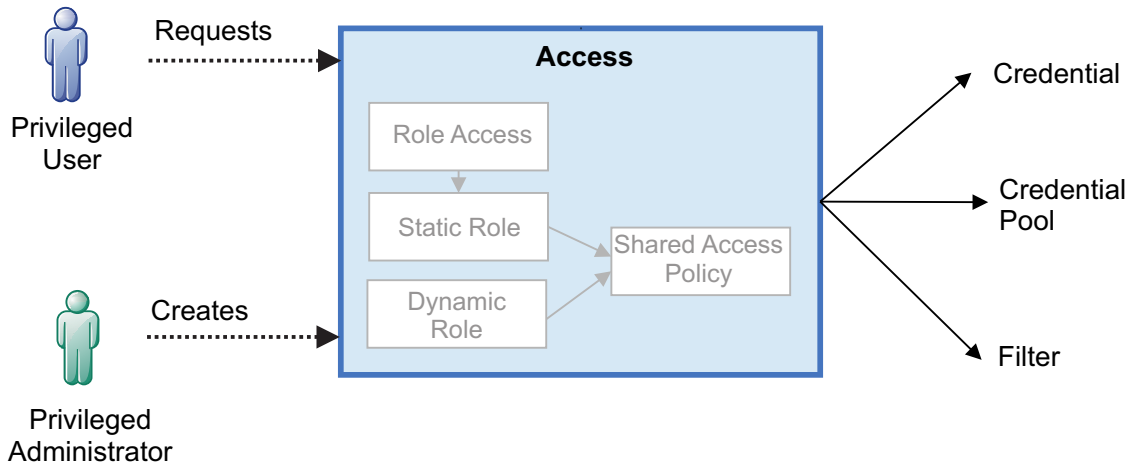 Requests
Privileged
User
Access
Role Access
Static Role
Dynamic
Role
Shared Access
Policy
Creates
Privileged
Administrator
Credential
Credential
Pool
Filter